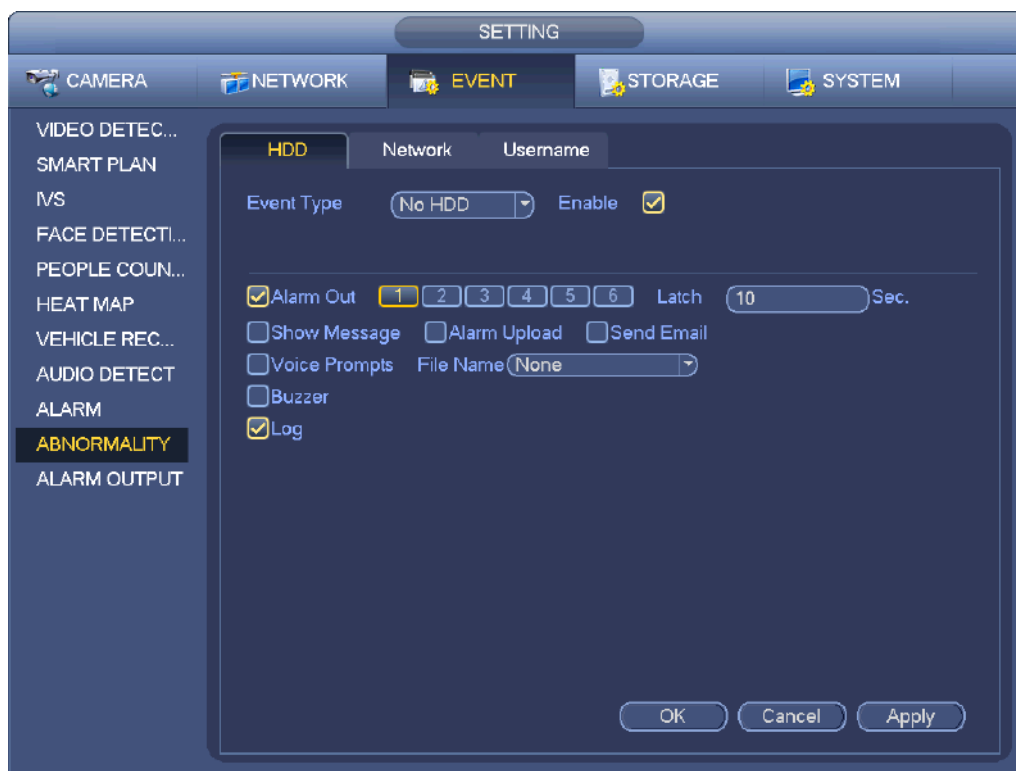 SETTING
CAMERA NETWORK EVENT STORAGE SYSTEM
VIDEO DETEC...
SMART PLAN
IVS
FACE DETECTI...
PEOPLE COUN...
HEAT MAP
VEHICLE REC...
AUDIO DETECT
ALARM
ABNORMALITY
ALARM OUTPUT
HDD Network Username
Event Type No HDD Enable
Alarm Out 1 2 3 4 5 6 Latch 10 Sec.
Show Message Alarm Upload Send Email
Voice Prompts File Name None
Buzzer
Log
OK Cancel Apply